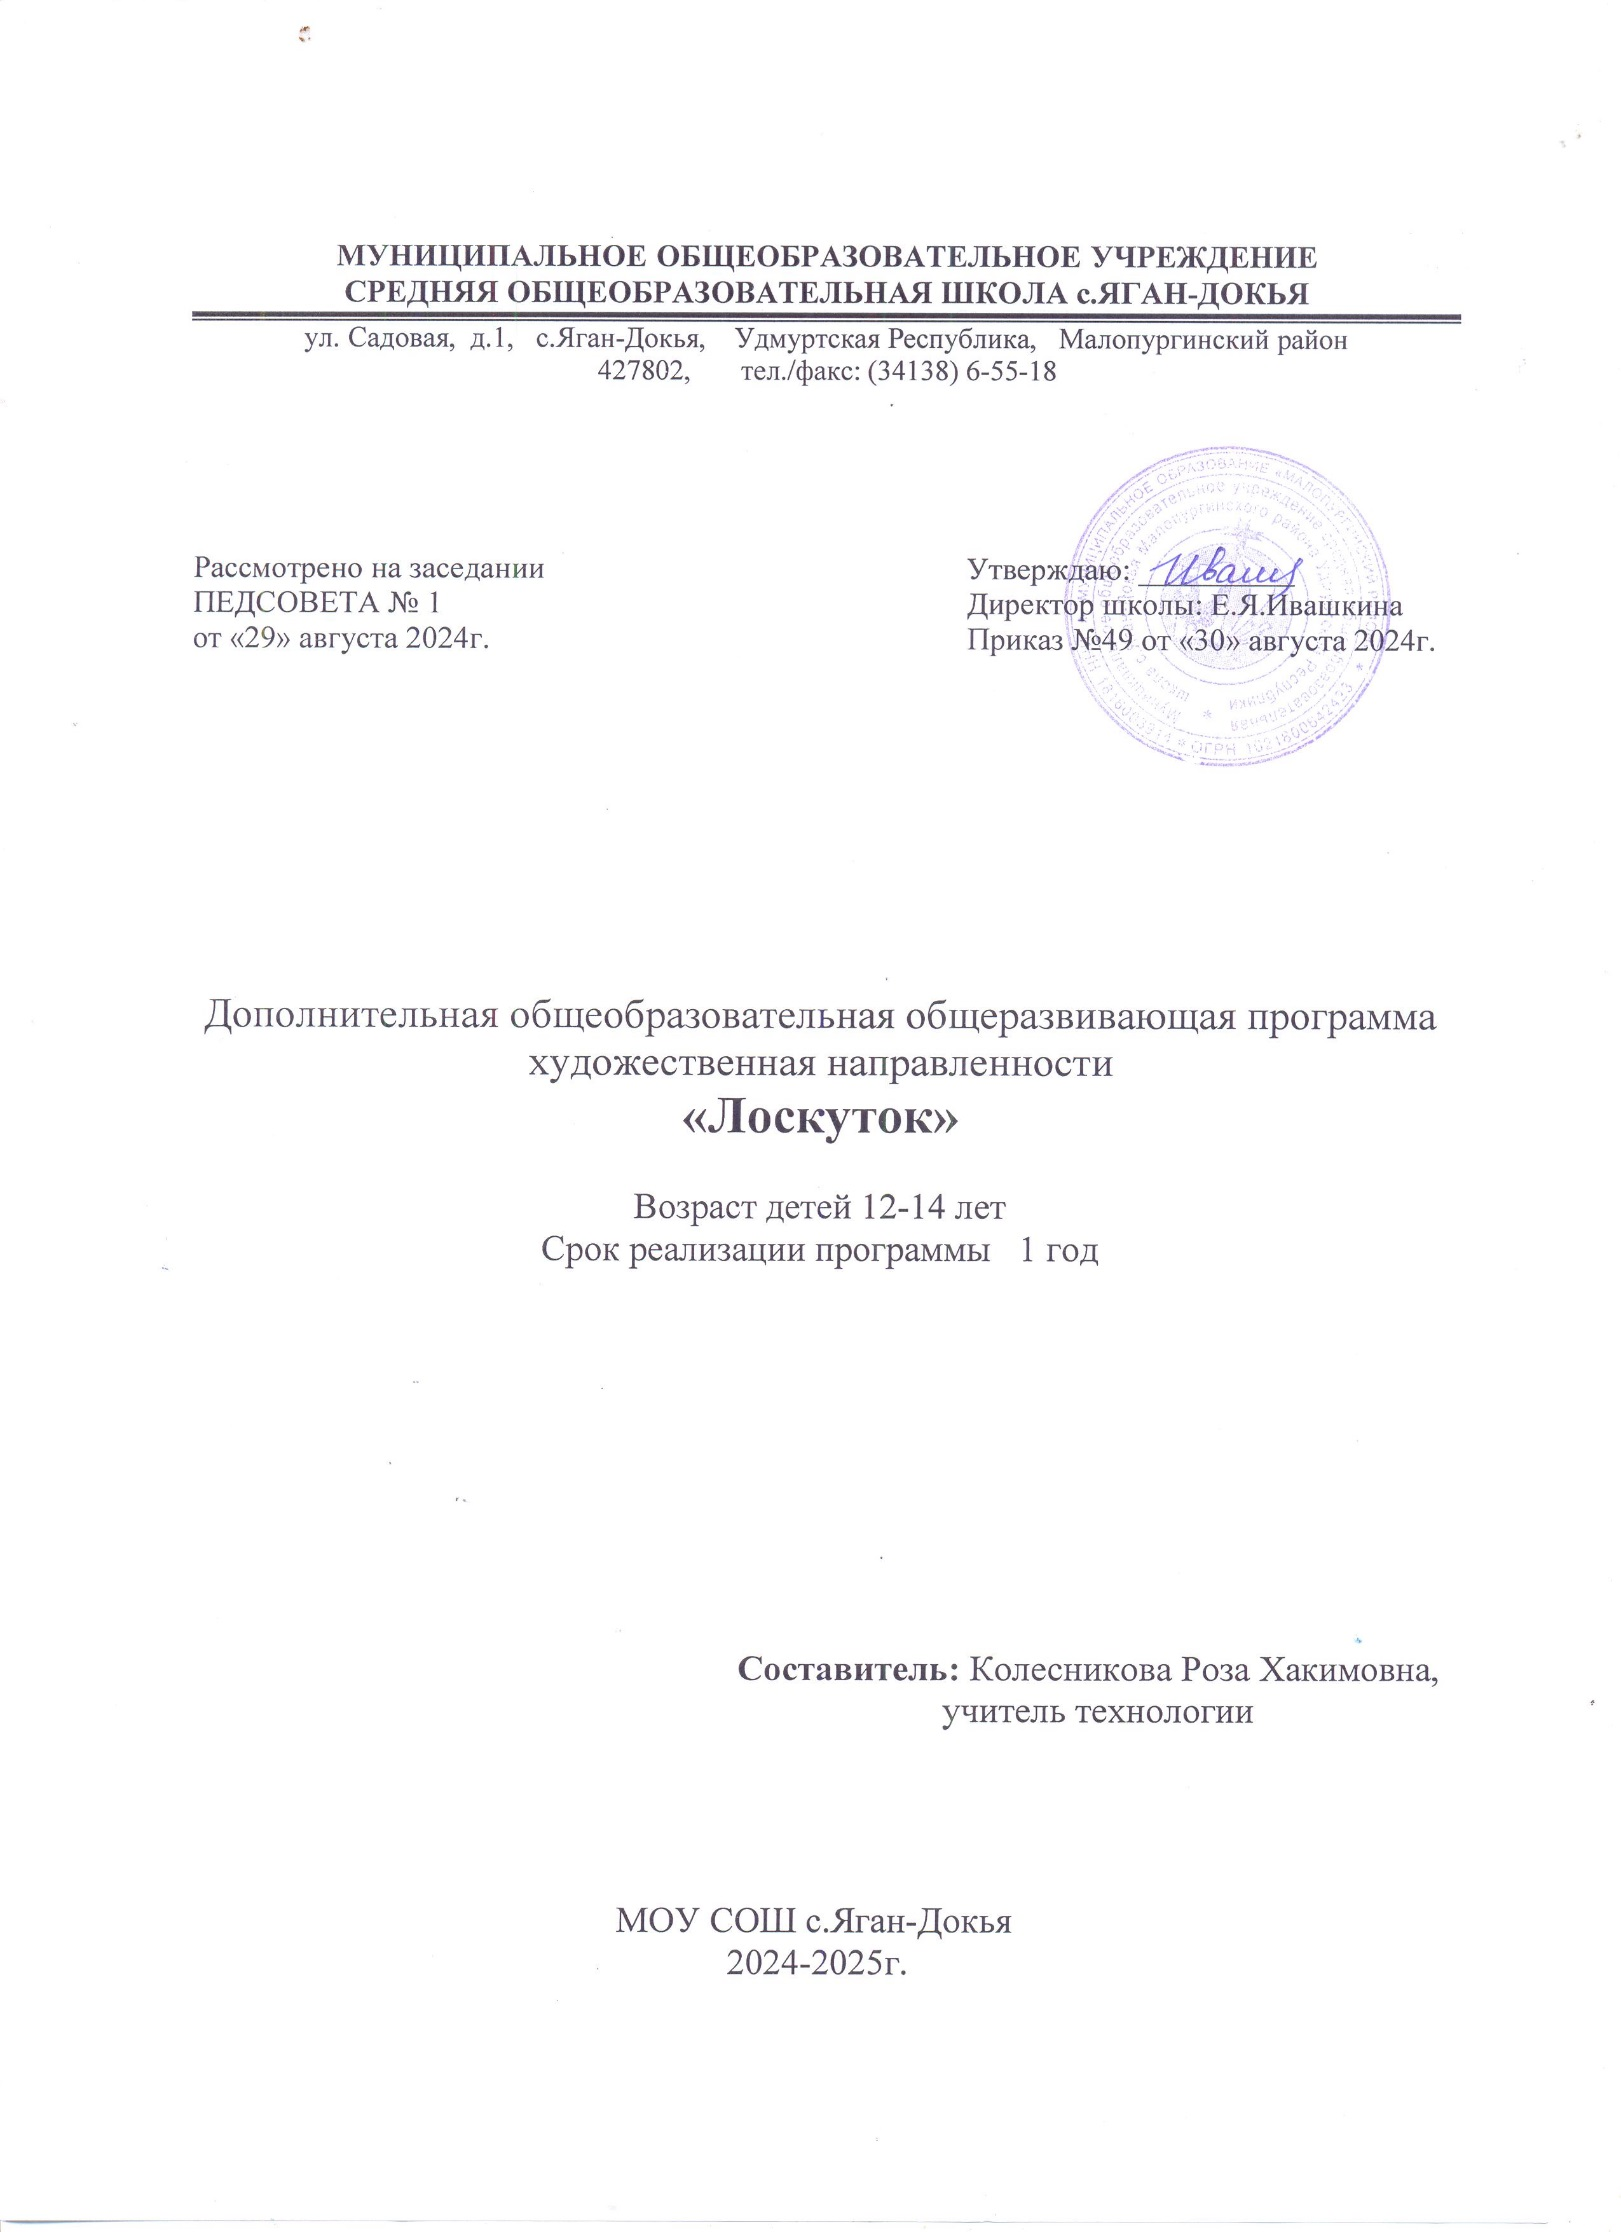 МУНИЦИПАЛЬНОЕ ОБЩЕОБРАЗОВАТЕЛЬНОЕ УЧРЕЖДЕНИЕ
СРЕДНЯЯ ОБЩЕОБРАЗОВАТЕЛЬНАЯ ШКОЛА с.ЯГАН-ДОКЬЯ
ул. Садовая, д.1, с.Яган-Докья, Удмуртская Республика, Малопургинский район
427802, тел./факс: (34138) 6-55-18
Рассмотрено на заседании
ПЕДСОВЕТА № 1
от «29» августа 2024г.
Утверждаю:
Директор школы: Е.Я.Ивашкина
Приказ №49 от «30» августа 2024г.
Дополнительная общеобразовательная общеразвивающая программа
художественная направленности
«Лоскуток»
Возраст детей 12-14 лет
Срок реализации программы 1 год
Составитель: Колесникова Роза Хакимовна,
учитель технологии
МОУ СОШ с.Яган-Докья
2024-2025г.